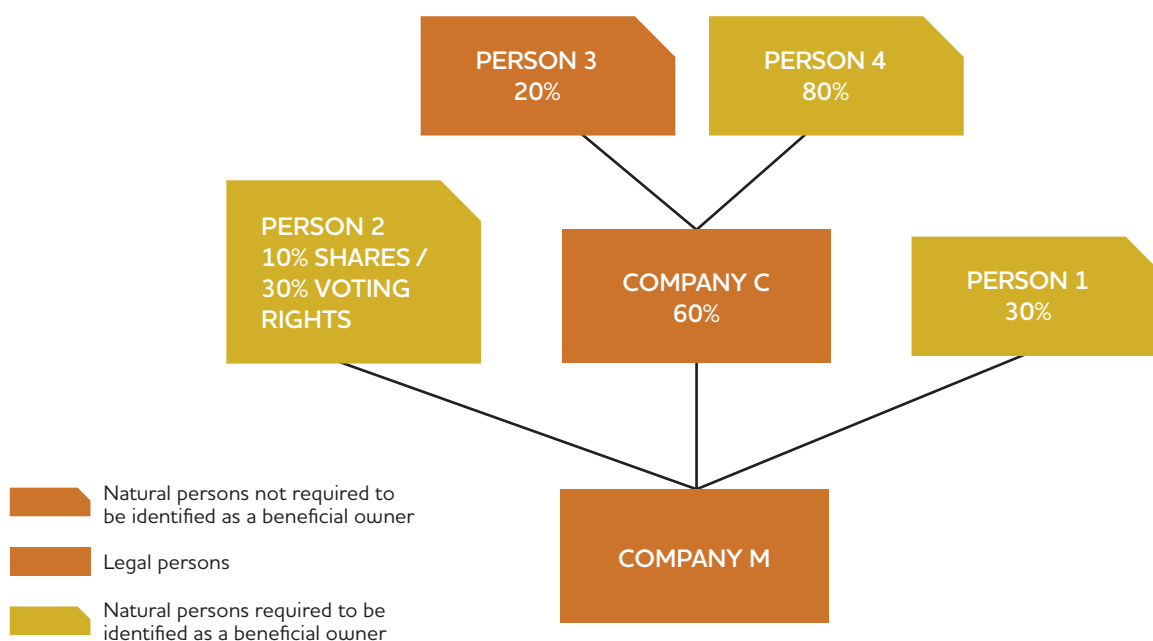 PERSON 3
20%
PERSON 4
80%
PERSON 2
10% SHARES /
30% VOTING
RIGHTS
COMPANY C
60%
PERSON 1
30%
Natural persons not required to
be identified as a beneficial owner
Legal persons
Natural persons required to be
identified as a beneficial owner
COMPANY M